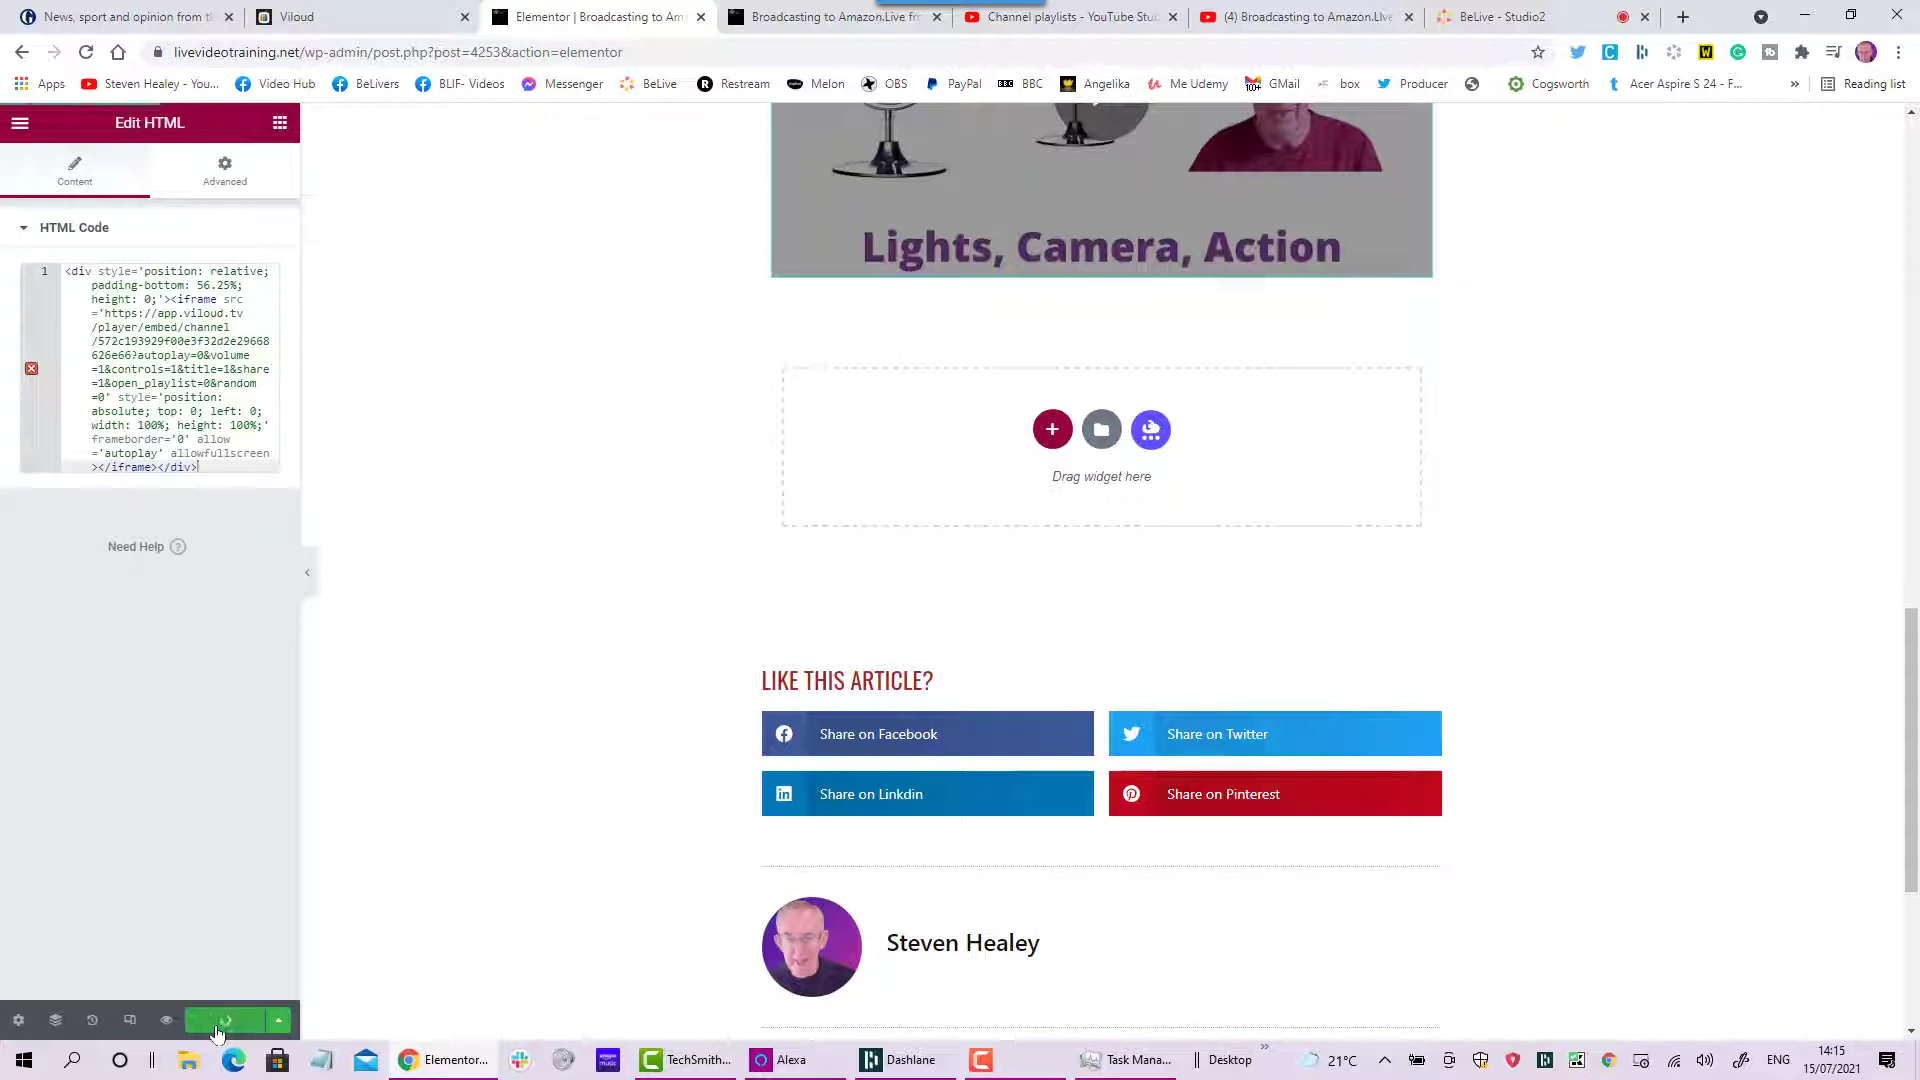 News, sport and opinion from t
Viloud
Elementor | Broadcasting to Am
Broadcasting to Amazon.Live fr
Channel playlists - YouTube Stu
(4) Broadcasting to Amazon.Live
BeLive - Studio2
livevideotraining.net/wp-admin/post.php?post=4253&action=elementor
Apps
Steven Healey - You...
Video Hub
BeLivers
BLIF- Videos
Messenger
BeLive
Restream
Melon
OBS
PayPal
BBC
Angelika
Me Udemy
GMail
box
Producer
Cogsworth
Acer Aspire S 24 - F...
Reading list
Edit HTML
Content
Advanced
HTML Code
1
<div style='position: relative;
padding-bottom: 56.25%;
height: 0;'><iframe src
='https://app.viloud.tv
/player/embed/channel
/572c193929f00e3f32d2e29668
626e66?autoplay=0&volume
=1&controls=1&title=1&share
=1&open_playlist=0&random
=0' style='position:
absolute; top: 0; left: 0;
width: 100%; height: 100%;'
frameborder='0' allow
='autoplay' allowfullscreen
></iframe></div>
Need Help
Lights, Camera, Action
Drag widget here
LIKE THIS ARTICLE?
Share on Facebook
Share on Twitter
Share on Linkdin
Share on Pinterest
Steven Healey
Elementor...
TechSmith...
Alexa
Dashlane
Task Mana...
Desktop
21°C
ENG
14:15
15/07/2021